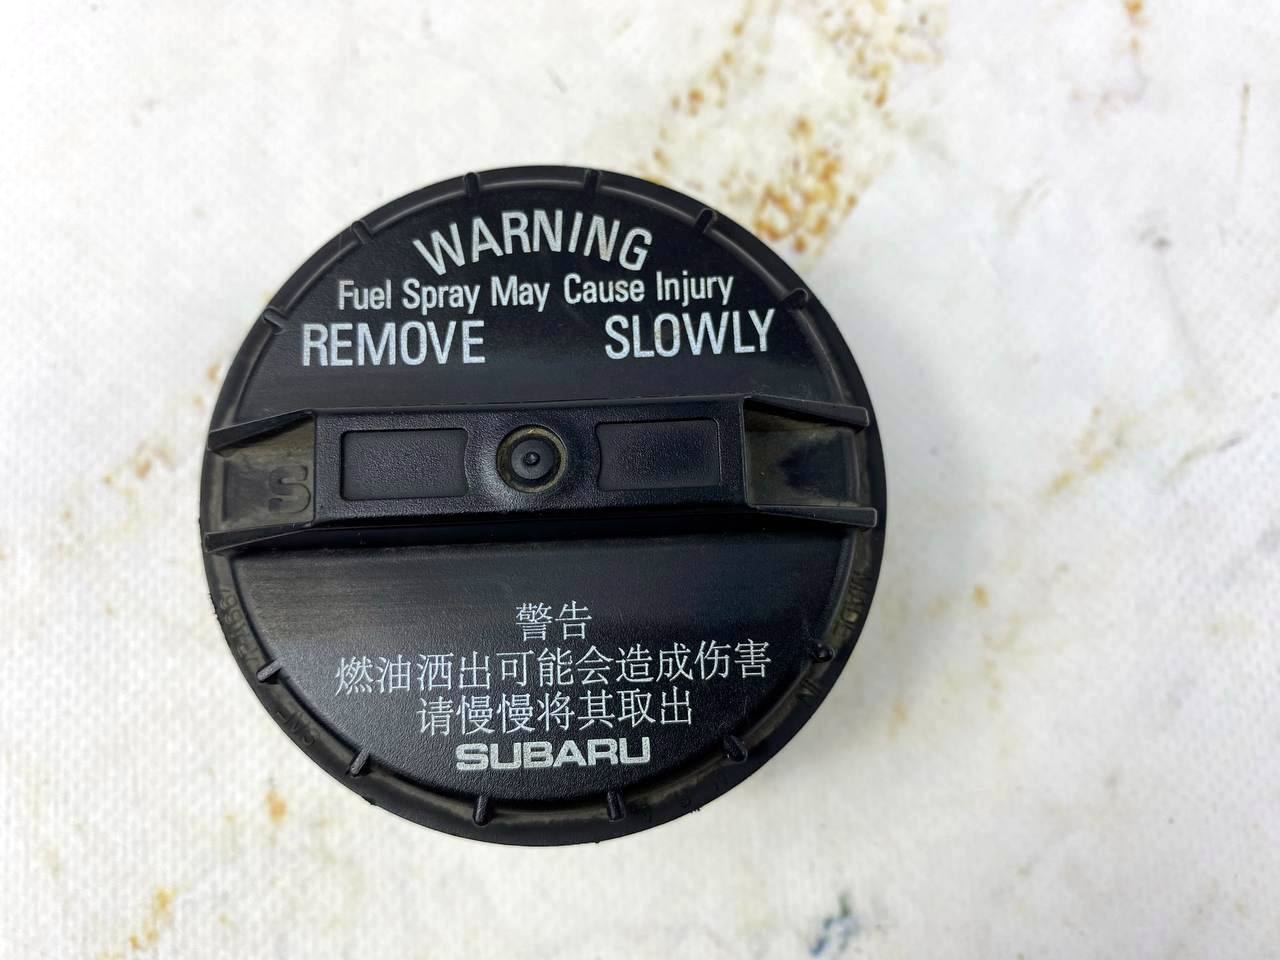 WARNING
Fuel Spray May Cause Injury
REMOVE SLOWLY
S
警告
燃油洒出可能会造成伤害
请慢慢将其取出
SUBARU